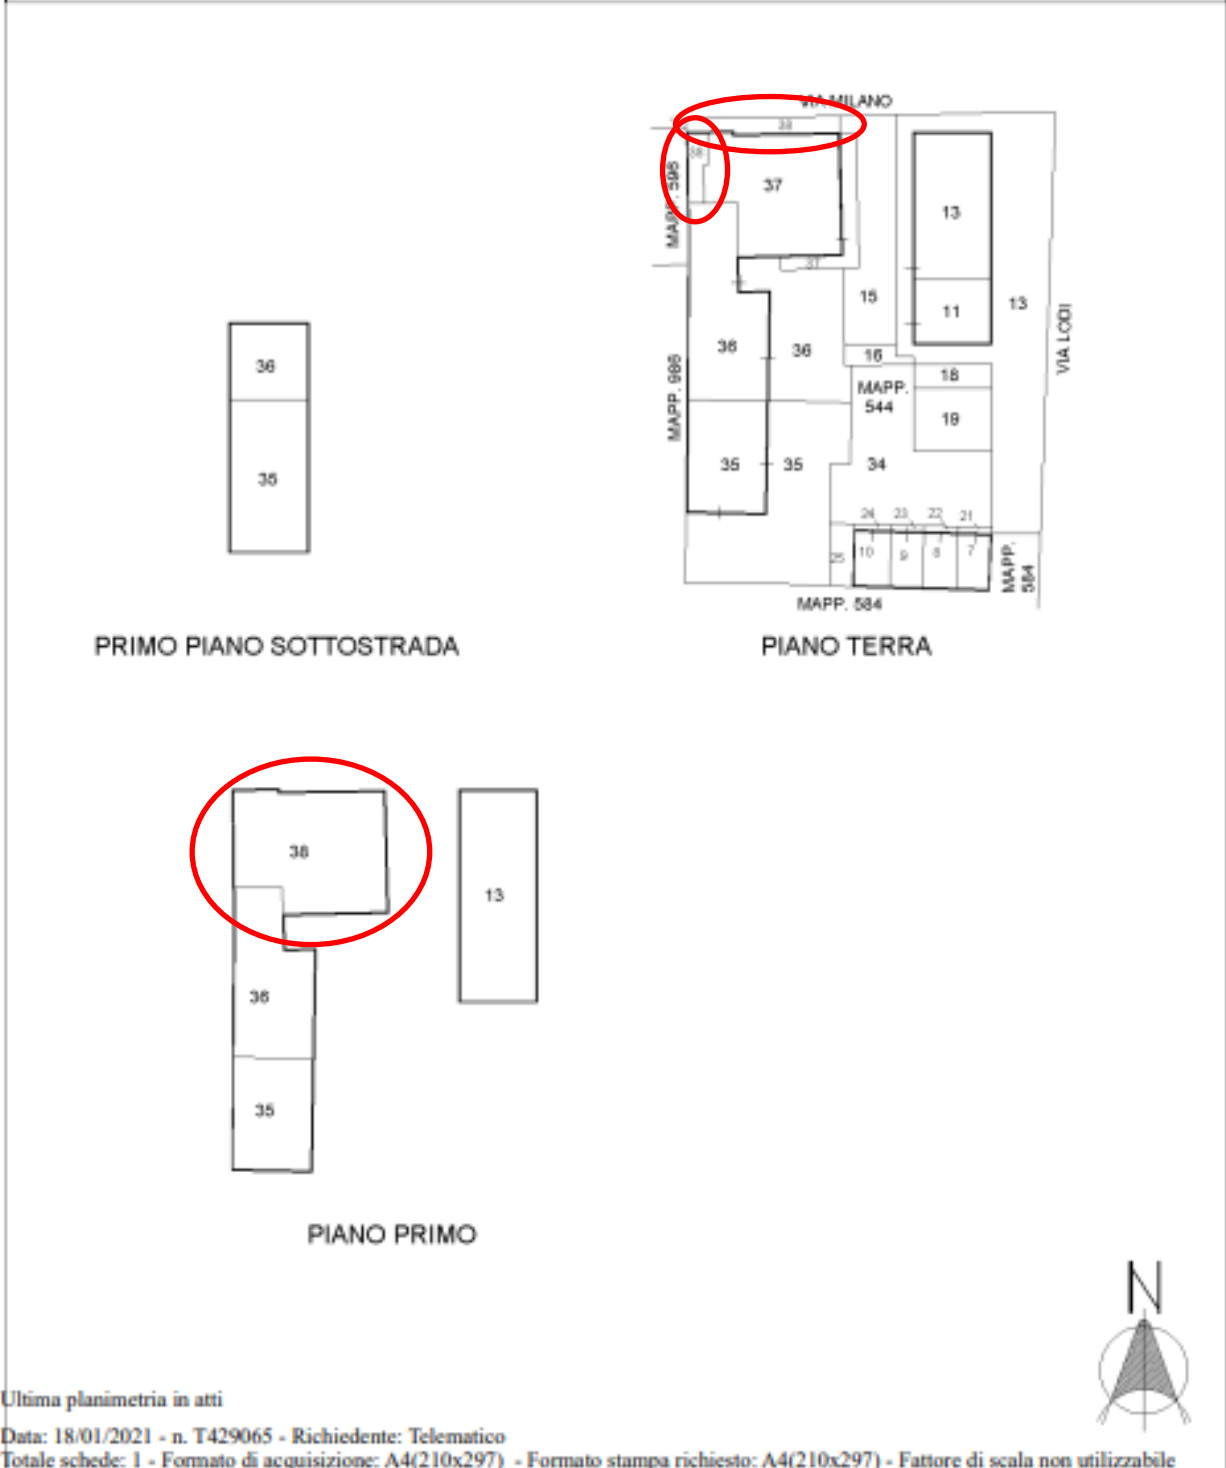 VIA MILANO
38
38
MAPP. 596
37
13
37
15
11
13
VIA LODI
36
36
16
18
MAPP. 986
MAPP.
544
19
35
35
34
24
23
22
21
10
9
8
7
25
MAPP.
584
MAPP. 584
36
35
PRIMO PIANO SOTTOSTRADA
PIANO TERRA
38
13
36
35
PIANO PRIMO
N
Ultima planimetria in atti
Data: 18/01/2021 - n. T429065 - Richiedente: Telematico
Totale schede: 1 - Formato di acquisizione: A4(210x297) - Formato stampa richiesto: A4(210x297) - Fattore di scala non utilizzabile